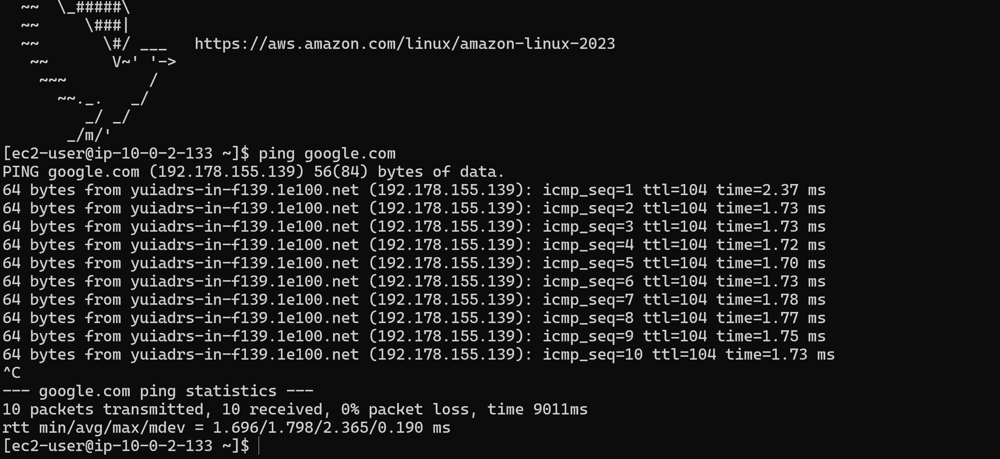 ~~  \_#####\
~~     \###|
~~       \#/ ___   https://aws.amazon.com/linux/amazon-linux-2023
~~       V~' '->
~~~         /
~~._.   _/
_/ _/
_/m/'
[ec2-user@ip-10-0-2-133 ~]$ ping google.com
PING google.com (192.178.155.139) 56(84) bytes of data.
64 bytes from yuiadrs-in-f139.1e100.net (192.178.155.139): icmp_seq=1 ttl=104 time=2.37 ms
64 bytes from yuiadrs-in-f139.1e100.net (192.178.155.139): icmp_seq=2 ttl=104 time=1.73 ms
64 bytes from yuiadrs-in-f139.1e100.net (192.178.155.139): icmp_seq=3 ttl=104 time=1.73 ms
64 bytes from yuiadrs-in-f139.1e100.net (192.178.155.139): icmp_seq=4 ttl=104 time=1.72 ms
64 bytes from yuiadrs-in-f139.1e100.net (192.178.155.139): icmp_seq=5 ttl=104 time=1.70 ms
64 bytes from yuiadrs-in-f139.1e100.net (192.178.155.139): icmp_seq=6 ttl=104 time=1.73 ms
64 bytes from yuiadrs-in-f139.1e100.net (192.178.155.139): icmp_seq=7 ttl=104 time=1.78 ms
64 bytes from yuiadrs-in-f139.1e100.net (192.178.155.139): icmp_seq=8 ttl=104 time=1.77 ms
64 bytes from yuiadrs-in-f139.1e100.net (192.178.155.139): icmp_seq=9 ttl=104 time=1.75 ms
64 bytes from yuiadrs-in-f139.1e100.net (192.178.155.139): icmp_seq=10 ttl=104 time=1.73 ms
^C
--- google.com ping statistics ---
10 packets transmitted, 10 received, 0% packet loss, time 9011ms
rtt min/avg/max/mdev = 1.696/1.798/2.365/0.190 ms
[ec2-user@ip-10-0-2-133 ~]$